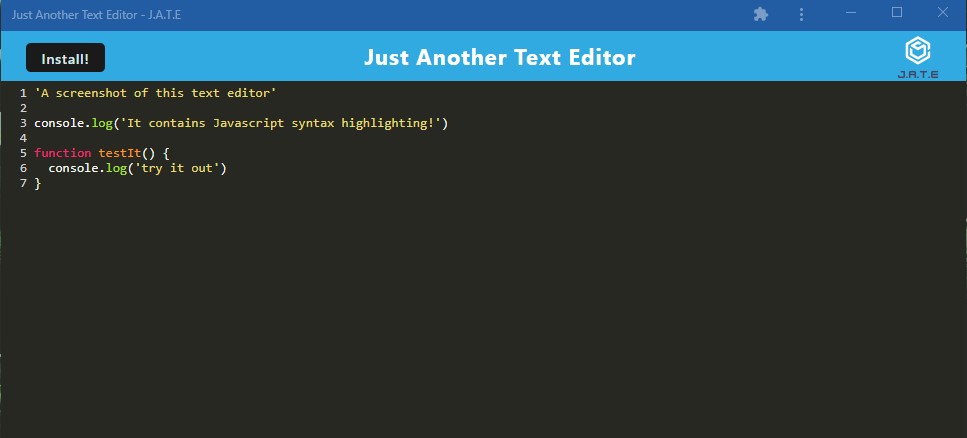 Just Another Text Editor - J.A.T.E
Install!
Just Another Text Editor
J.A.T.E
1 'A screenshot of this text editor'
2
3 console.log('It contains Javascript syntax highlighting!')
4
5 function testIt() {
6   console.log('try it out')
7 }